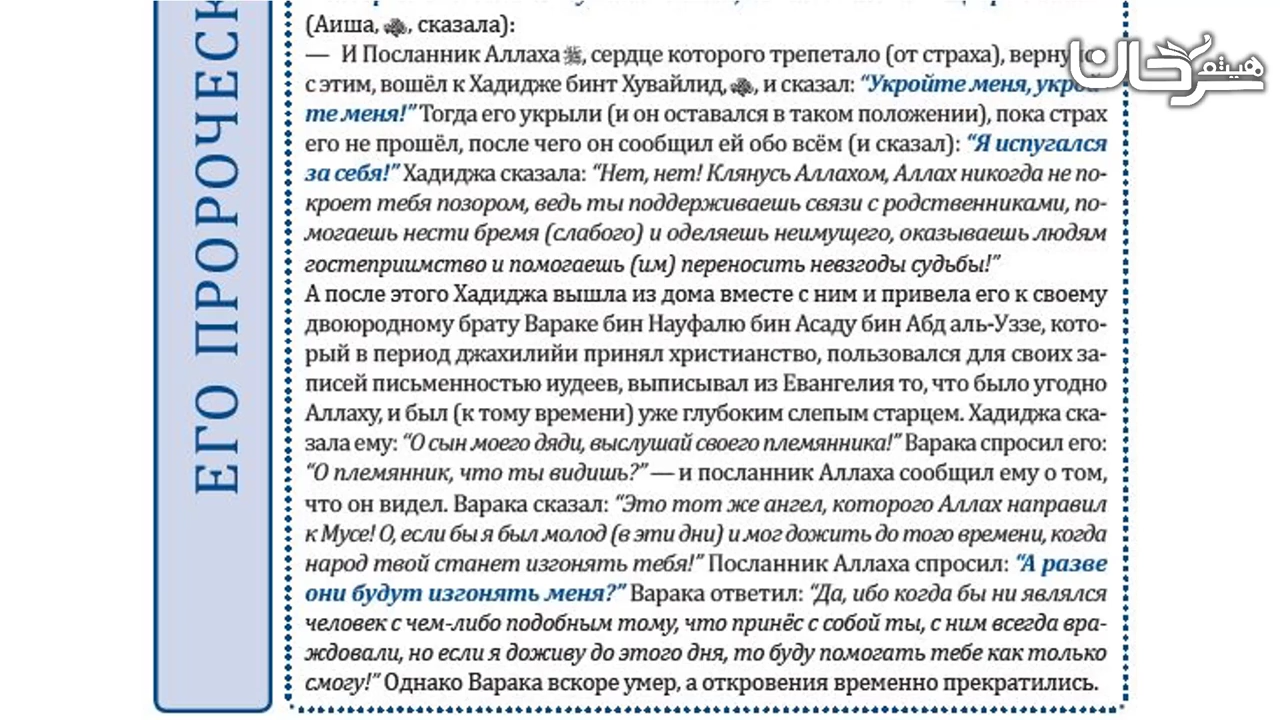 ЕГО ПРОРОЧЕСК
(Аиша, ﷺ, сказала):
— И Посланник Аллаха ﷺ, сердце которого трепетало (от страха),
с этим, вошёл к Хадидже бинт Хувайлид, и сказал: “Укройте меня, укрой-
те меня!” Тогда его укрыли (и он оставался в таком положении), пока страх
его не прошёл, после чего он сообщил ей обо всём (и сказал): “Я испугался
за себя!” Хадиджа сказала: “Нет, нет! Клянусь Аллахом, Аллах никогда не по-
кроет тебя позором, ведь ты поддерживаешь связи с родственниками, по-
могаешь нести бремя (слабого) и оделяешь неимущего, оказываешь людям
гостеприимство и помогаешь (им) переносить невзгоды судьбы!”
А после этого Хадиджа вышла из дома вместе с ним и привела его к своему
двоюродному брату Вараке бин Науфалю бин Асаду бин Абд аль-Уззе, кото-
рый в период джахилийи принял христианство, пользовался для своих за-
писей письменностью иудеев, выписывал из Евангелия то, что было угодно
Аллаху, и был (к тому времени) уже глубоким слепым старцем. Хадиджа ска-
зала ему: “О сын моего дяди, выслушай своего племянника!” Варака спросил его:
“О племянник, что ты видишь?” — и посланник Аллаха сообщил ему о том,
что он видел. Варака сказал: “Это тот же ангел, которого Аллах направил
к Мусе! О, если бы я был молод (в эти дни) и мог дожить до того времени, когда
народ твой станет изгонять тебя!” Посланник Аллаха спросил: “А разве
они будут изгонять меня?” Варака ответил: “Да, ибо когда бы ни являлся
человек с чем-либо подобным тому, что принёс с собой ты, с ним всегда вра-
ждовали, но если я доживу до этого дня, то буду помогать тебе как только
смогу!” Однако Варака вскоре умер, а откровения временно прекратились.